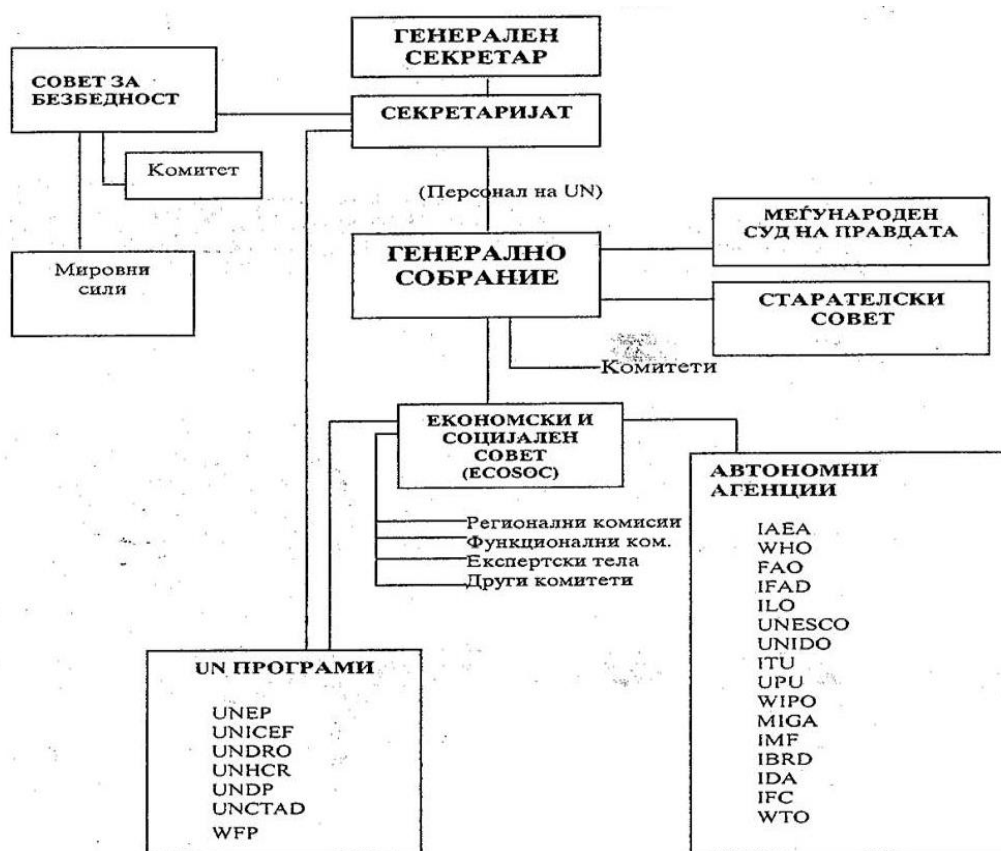 ГЕНЕРАЛЕН
СЕКРЕТАР
СОВЕТ ЗА
БЕЗБЕДНОСТ
СЕКРЕТАРИЈАТ
Комитет
(Персонал на UN)
МЕЃУНАРОДЕН
СУД НА ПРАВДАТА
ГЕНЕРАЛНО
СОБРАНИЕ
Мировни
сили
СТАРАТЕЛСКИ
СОВЕТ
Комитети
ЕКОНОМСКИ И
СОЦИЈАЛЕН
СОВЕТ
(ECOSOC)
АВТОНОМНИ
АГЕНЦИИ
Регионални комисии
Функционални ком.
Експертски тела
Други комитети
IAEA
WHO
FAO
IFAD
ILO
UNESCO
UNIDO
ITU
UPU
WIPO
MIGA
IMF
IBRD
IDA
IFC
WTO
UN ПРОГРАМИ
UNEP
UNICEF
UNDRO
UNHCR
UNDP
UNCTAD
WFP